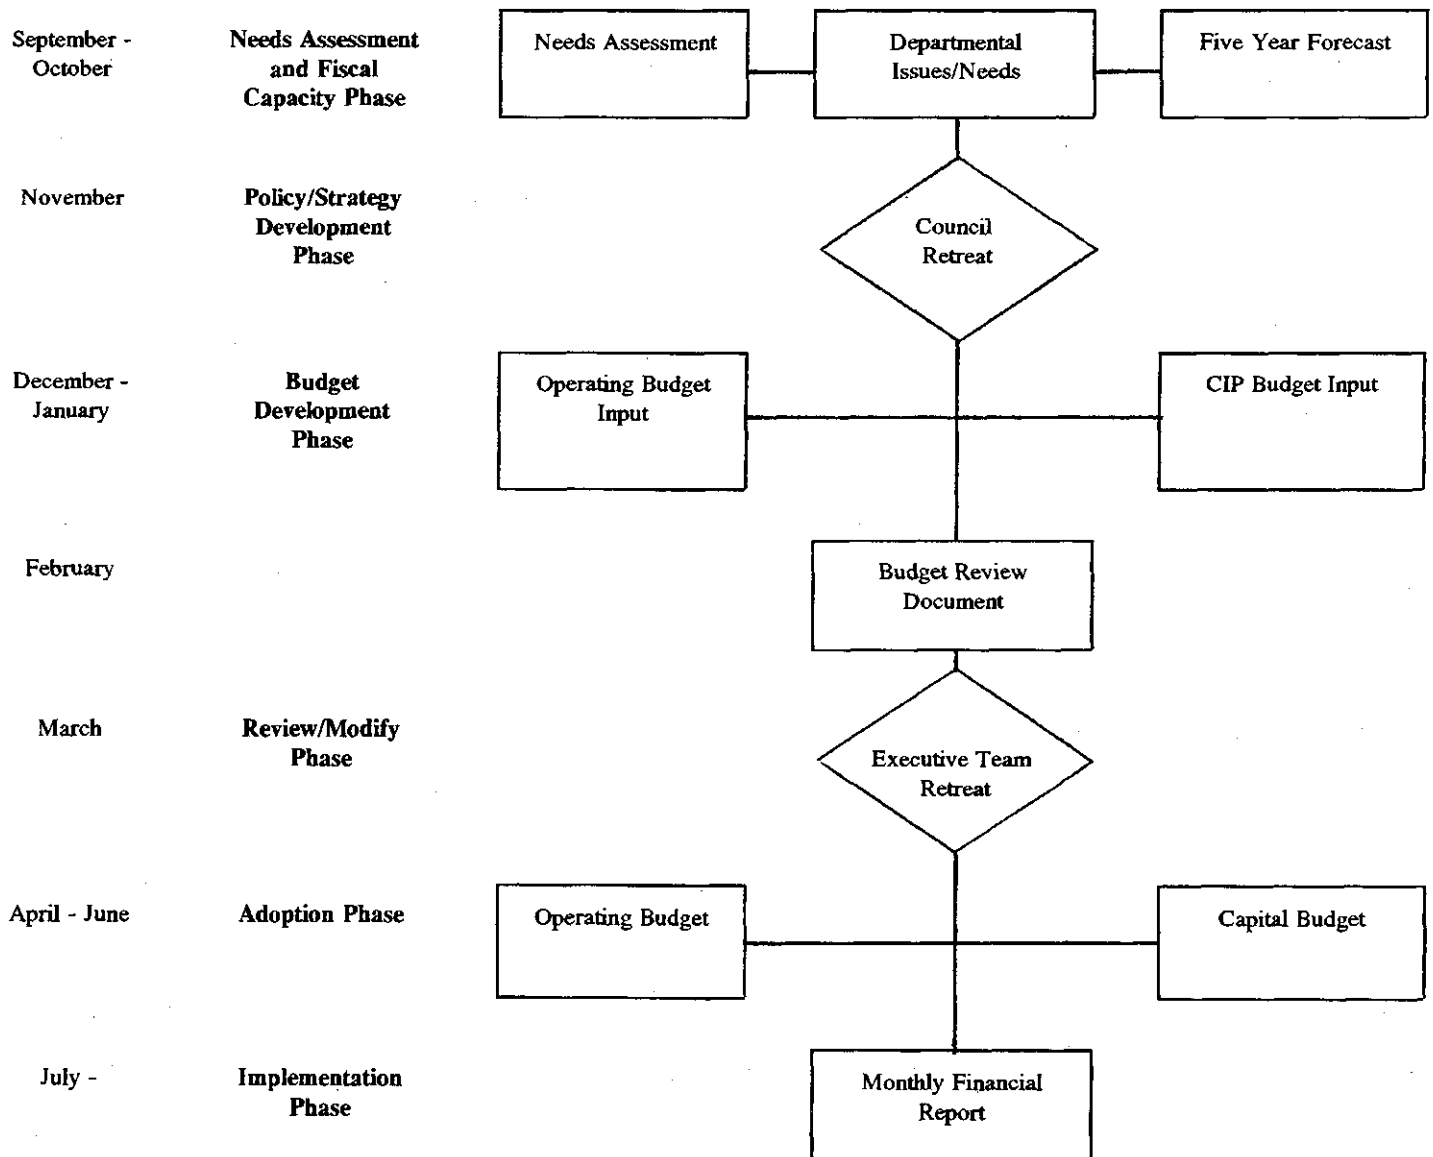 September -
October
Needs Assessment
and Fiscal
Capacity Phase
Needs Assessment
Departmental
Issues/Needs
Five Year Forecast
November
Policy/Strategy
Development
Phase
Council
Retreat
December -
January
Budget
Development
Phase
Operating Budget
Input
CIP Budget Input
February
Budget Review
Document
March
Review/Modify
Phase
Executive Team
Retreat
April - June
Adoption Phase
Operating Budget
Capital Budget
July -
Implementation
Phase
Monthly Financial
Report